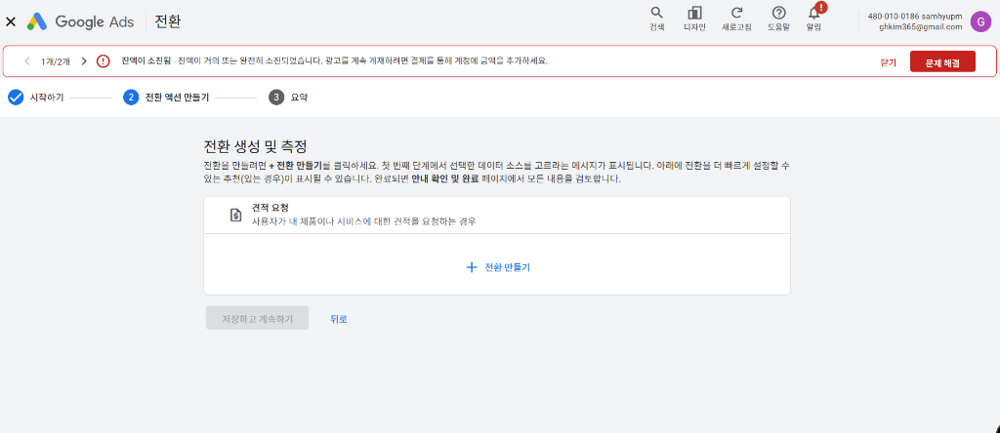 Google Ads 전환
검색 디자인 새로고침 도움말 알림
480-010-0186 samhyupm
ghkim365@gmail.com
G
1개/2개 잔액이 소진됨 - 잔액이 거의 또는 완전히 소진되었습니다. 광고를 계속 게재하려면 결제를 통해 계정에 금액을 추가하세요. 닫기 문제 해결
시작하기 2 전환 액션 만들기 3 요약
전환 생성 및 측정
전환을 만들려면 + 전환 만들기를 클릭하세요. 첫 번째 단계에서 선택한 데이터 소스를 고르라는 메시지가 표시됩니다. 아래에 전환을 더 빠르게 설정할 수
있는 추천(있는 경우)이 표시될 수 있습니다. 완료되면 안내 확인 및 완료 페이지에서 모든 내용을 검토합니다.
견적 요청
사용자가 내 제품이나 서비스에 대한 견적을 요청하는 경우
+ 전환 만들기
저장하고 계속하기 뒤로